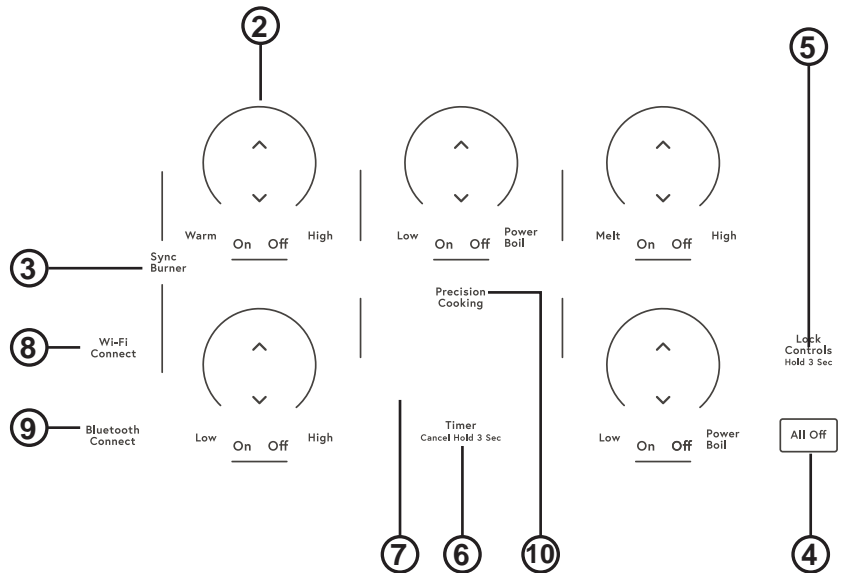 2
5
Warm
On Off
High
Low
On Off
Power
Boil
Melt
On Off
High
3
Sync
Burner
Precision
Cooking
8
Wi-Fi
Connect
Lock
Controls
Hold 3 Sec
9
Bluetooth
Connect
Low
On Off
High
Timer
Cancel Hold 3 Sec
Low
On Off
Power
Boil
All Off
7
6
10
4